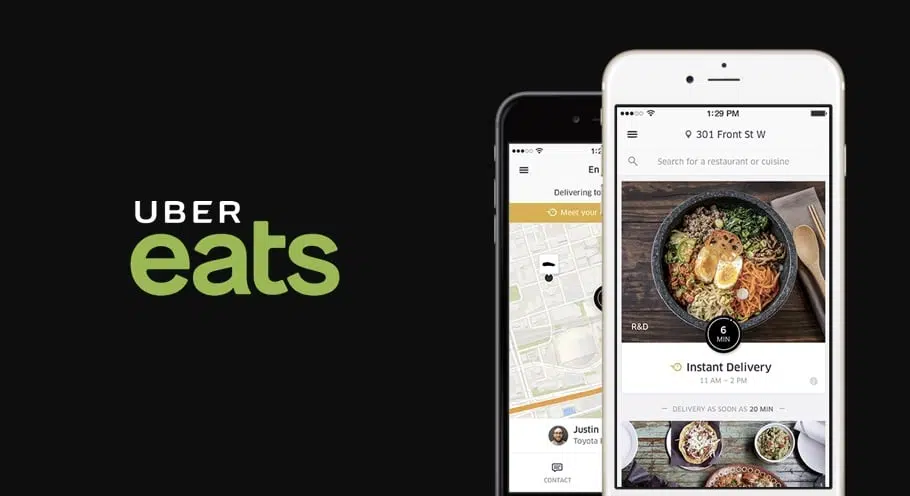 UBER
eats
1:29 PM
301 Front St W
Search for a restaurant or cuisine
R&D
6
MIN
Instant Delivery
11 AM – 2 PM
DELIVERY AS SOON AS 20 MIN
1:2
En
Delivering to
Meet your
Justin
Toyota
CONTACT